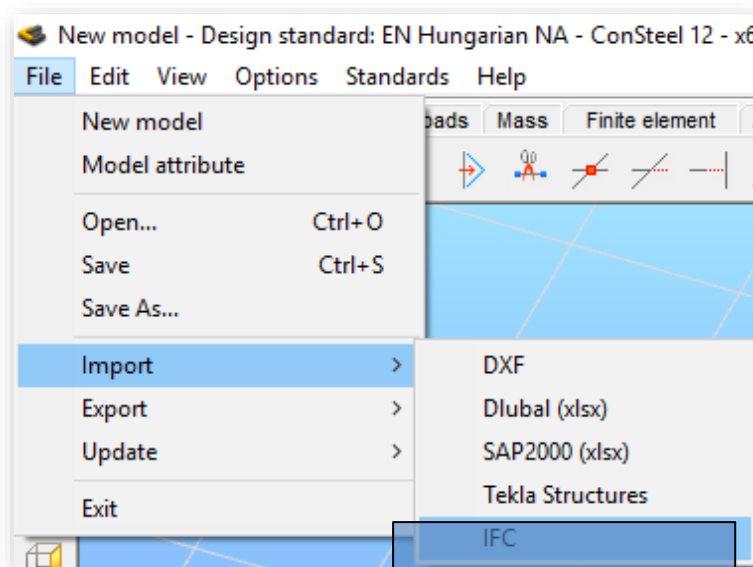 New model - Design standard: EN Hungarian NA - ConSteel 12 - x6
File Edit View Options Standards Help
New model
Mass Finite element
Model attribute
Open... Ctrl+O
Save Ctrl+S
Save As...
Import >
DXF
Export >
Dlubal (xlsx)
Update >
SAP2000 (xlsx)
Tekla Structures
Exit
IFC